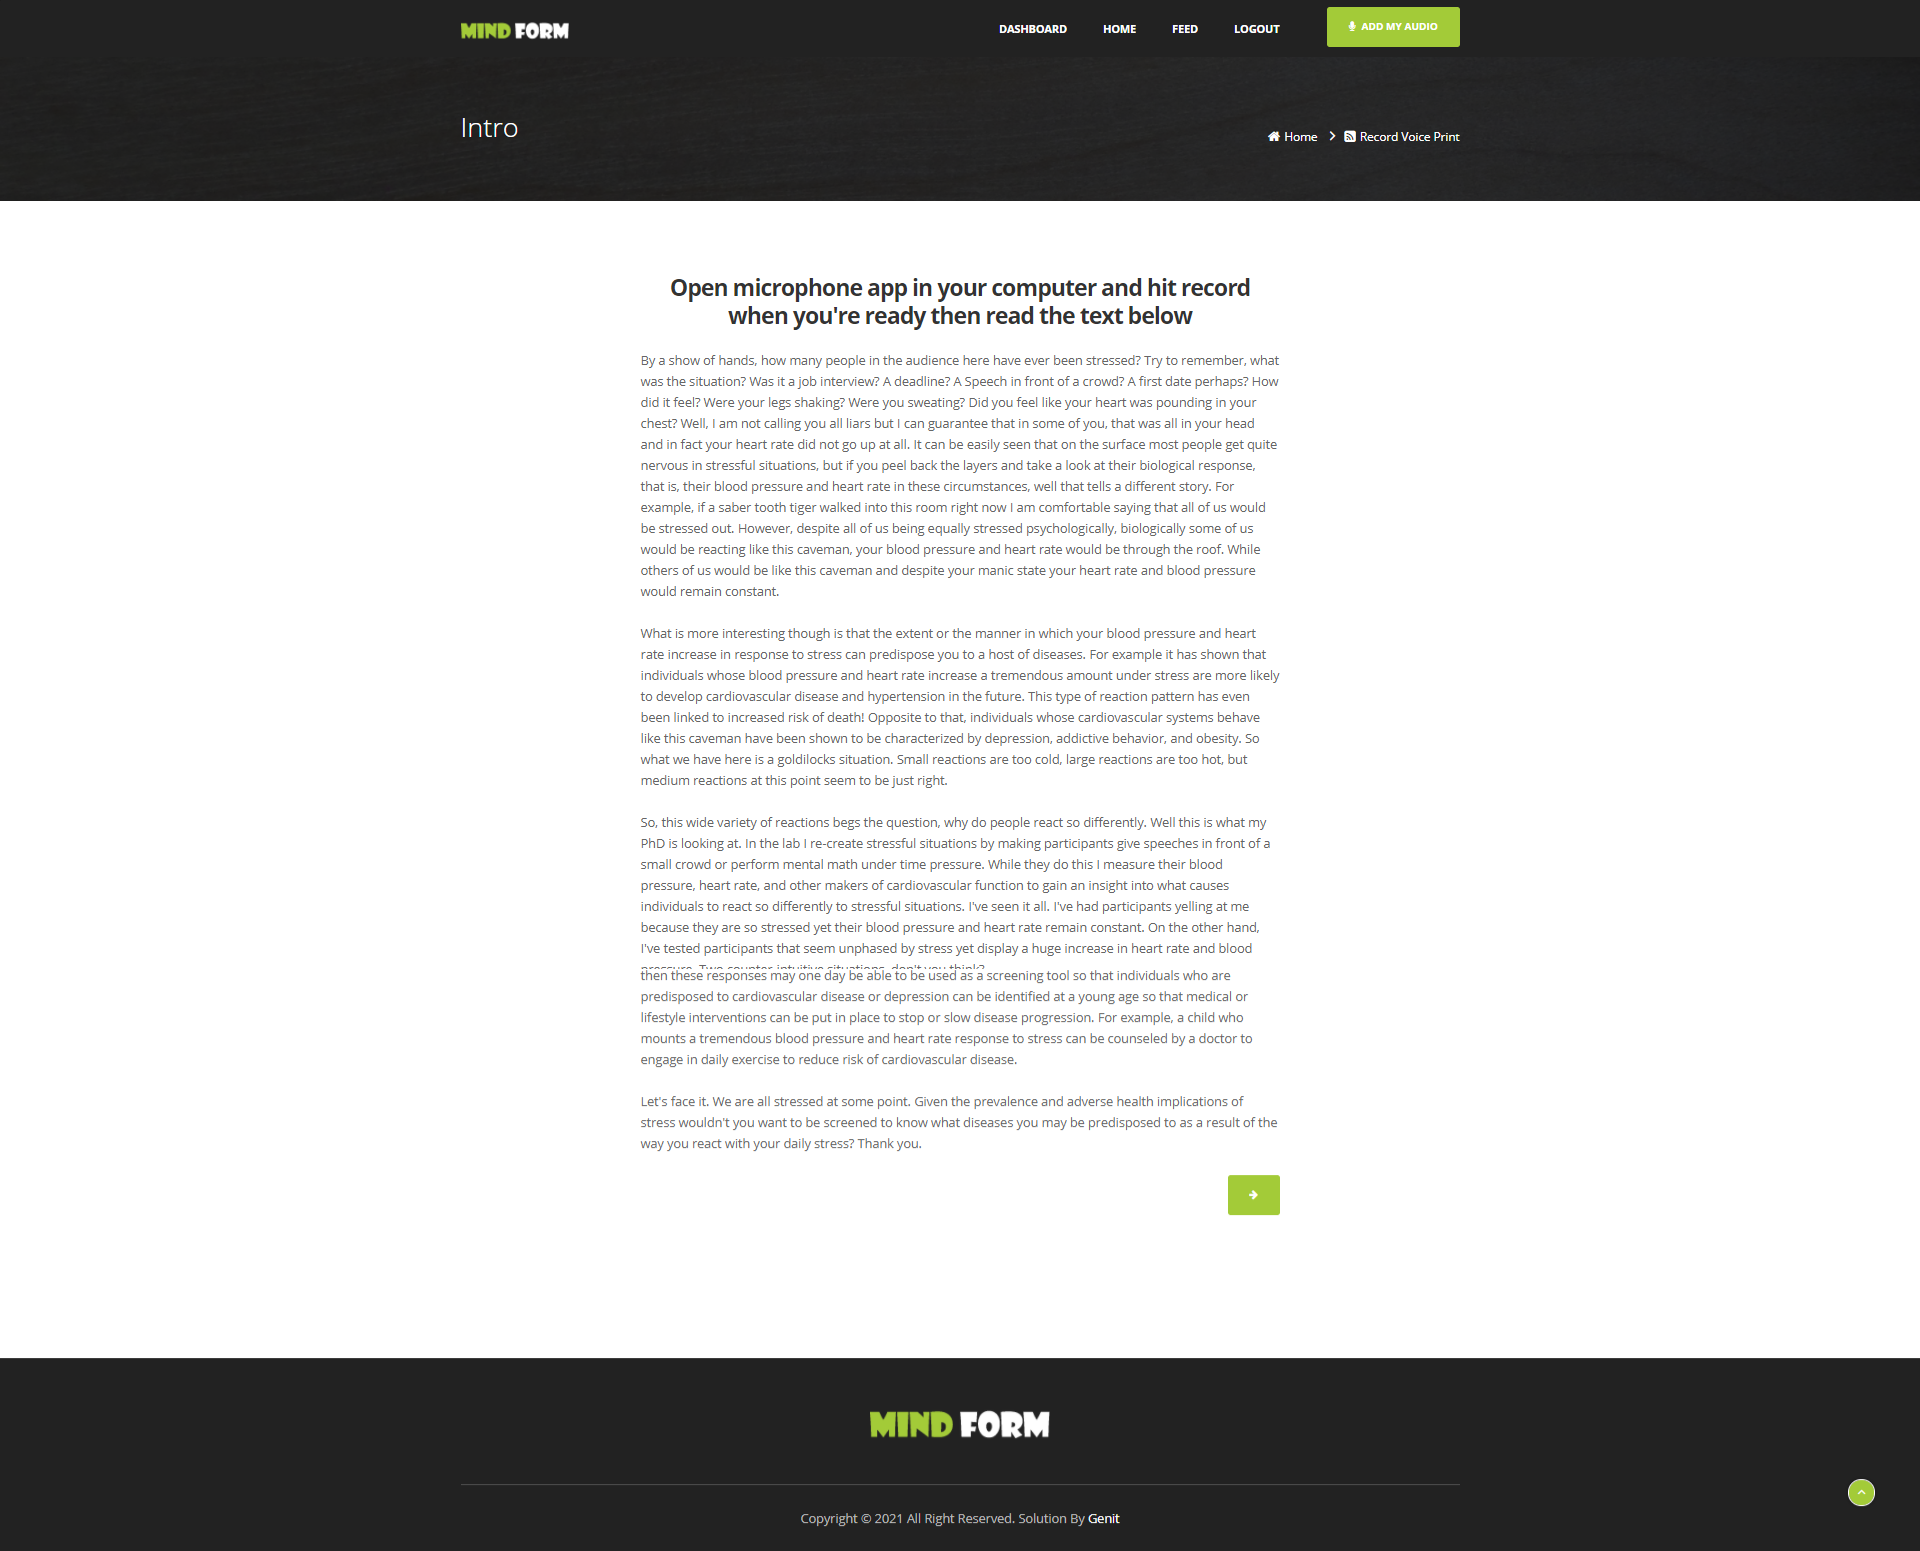 MIND FORM
DASHBOARD
HOME
FEED
LOGOUT
ADD MY AUDIO
Intro
Home
Record Voice Print
Open microphone app in your computer and hit record
when you're ready then read the text below
By a show of hands, how many people in the audience here have ever been stressed? Try to remember, what
was the situation? Was it a job interview? A deadline? A Speech in front of a crowd? A first date perhaps? How
did it feel? Were your legs shaking? Were you sweating? Did you feel like your heart was pounding in your
chest? Well, I am not calling you all liars but I can guarantee that in some of you, that was all in your head
and in fact your heart rate did not go up at all. It can be easily seen that on the surface most people get quite
nervous in stressful situations, but if you peel back the layers and take a look at their biological response,
that is, their blood pressure and heart rate in these circumstances, well that tells a different story. For
example, if a saber tooth tiger walked into this room right now I am comfortable saying that all of us would
be stressed out. However, despite all of us being equally stressed psychologically, biologically some of us
would be reacting like this caveman, your blood pressure and heart rate would be through the roof. While
others of us would be like this caveman and despite your manic state your heart rate and blood pressure
would remain constant.
What is more interesting though is that the extent or the manner in which your blood pressure and heart
rate increase in response to stress can predispose you to a host of diseases. For example it has shown that
individuals whose blood pressure and heart rate increase a tremendous amount under stress are more likely
to develop cardiovascular disease and hypertension in the future. This type of reaction pattern has even
been linked to increased risk of death! Opposite to that, individuals whose cardiovascular systems behave
like this caveman have been shown to be characterized by depression, addictive behavior, and obesity. So
what we have here is a goldilocks situation. Small reactions are too cold, large reactions are too hot, but
medium reactions at this point seem to be just right.
So, this wide variety of reactions begs the question, why do people react so differently. Well this is what my
PhD is looking at. In the lab I re-create stressful situations by making participants give speeches in front of a
small crowd or perform mental math under time pressure. While they do this I measure their blood
pressure, heart rate, and other makers of cardiovascular function to gain an insight into what causes
individuals to react so differently to stressful situations. I've seen it all. I've had participants yelling at me
because they are so stressed yet their blood pressure and heart rate remain constant. On the other hand,
I've tested participants that seem unphased by stress yet display a huge increase in heart rate and blood
pressure. Two counter-intuitive situations, don't you think?
then these responses may one day be able to be used as a screening tool so that individuals who are
predisposed to cardiovascular disease or depression can be identified at a young age so that medical or
lifestyle interventions can be put in place to stop or slow disease progression. For example, a child who
mounts a tremendous blood pressure and heart rate response to stress can be counseled by a doctor to
engage in daily exercise to reduce risk of cardiovascular disease.
Let's face it. We are all stressed at some point. Given the prevalence and adverse health implications of
stress wouldn't you want to be screened to know what diseases you may be predisposed to as a result of the
way you react with your daily stress? Thank you.
MIND FORM
Copyright © 2021 All Right Reserved. Solution By Genit